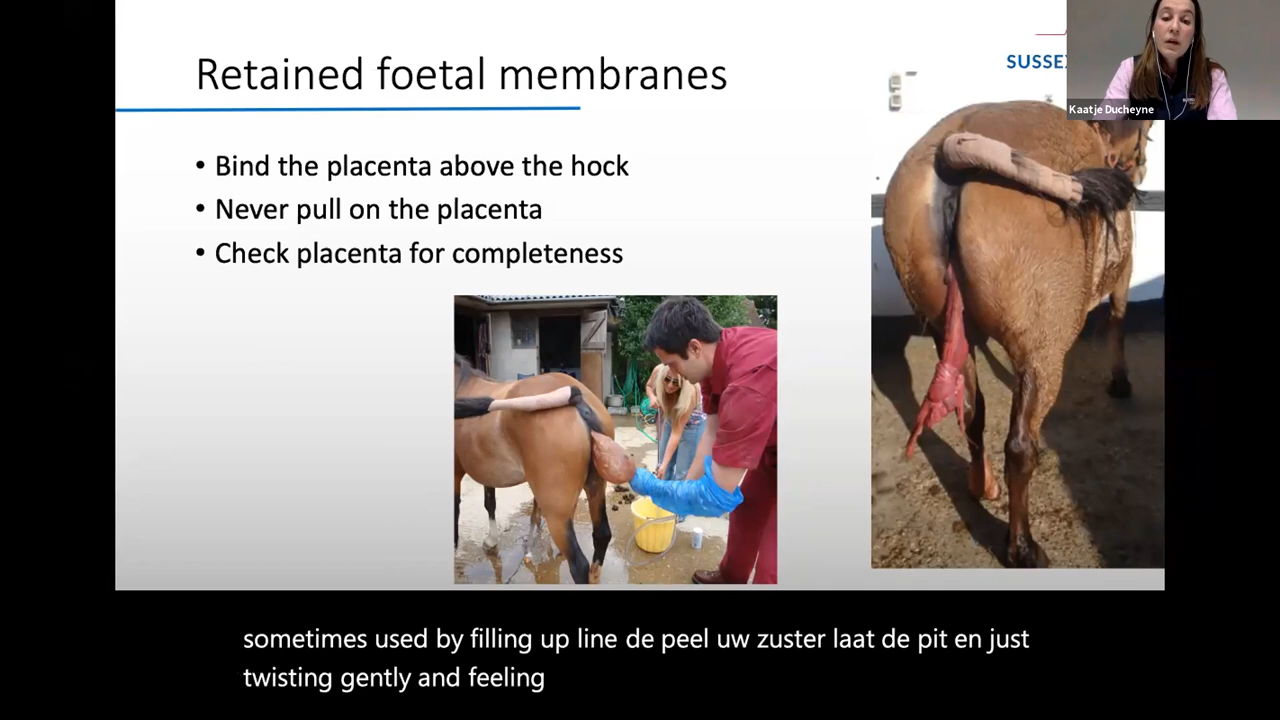 Retained foetal membranes
SUSSEX
Kaatje Ducheyne
• Bind the placenta above the hock
• Never pull on the placenta
• Check placenta for completeness
sometimes used by filling up line de peel uw zuster laat de pit en just
twisting gently and feeling